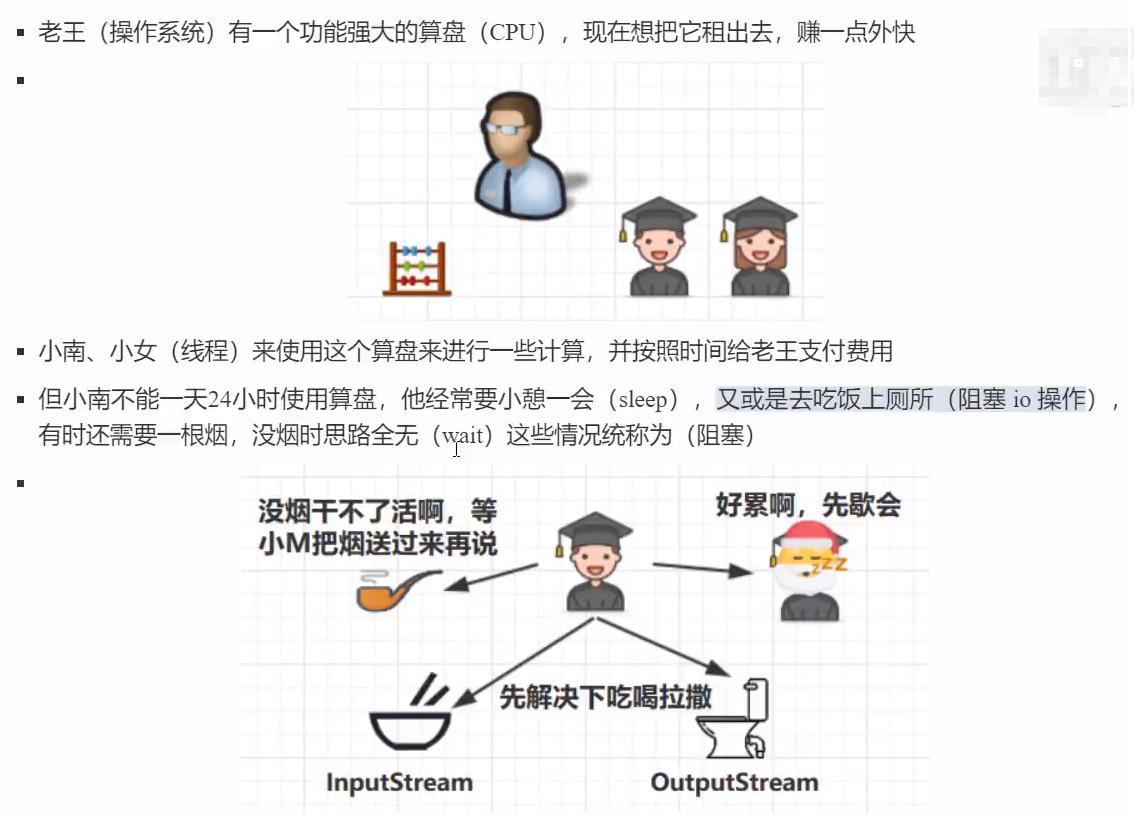 老王（操作系统）有一个功能强大的算盘（CPU），现在想把它租出去，赚一点外快
小南、小女（线程）来使用这个算盘来进行一些计算，并按照时间给老王支付费用
但小南不能一天24小时使用算盘，他经常要小憩一会（sleep），又或是去吃饭上厕所（阻塞 io 操作），
有时还需要一根烟，没烟时思路全无（wait）这些情况统称为（阻塞）
没烟干不了活啊，等
小M把烟送过来再说
好累啊，先歇会
zzz
先解决下吃喝拉撒
InputStream
OutputStream